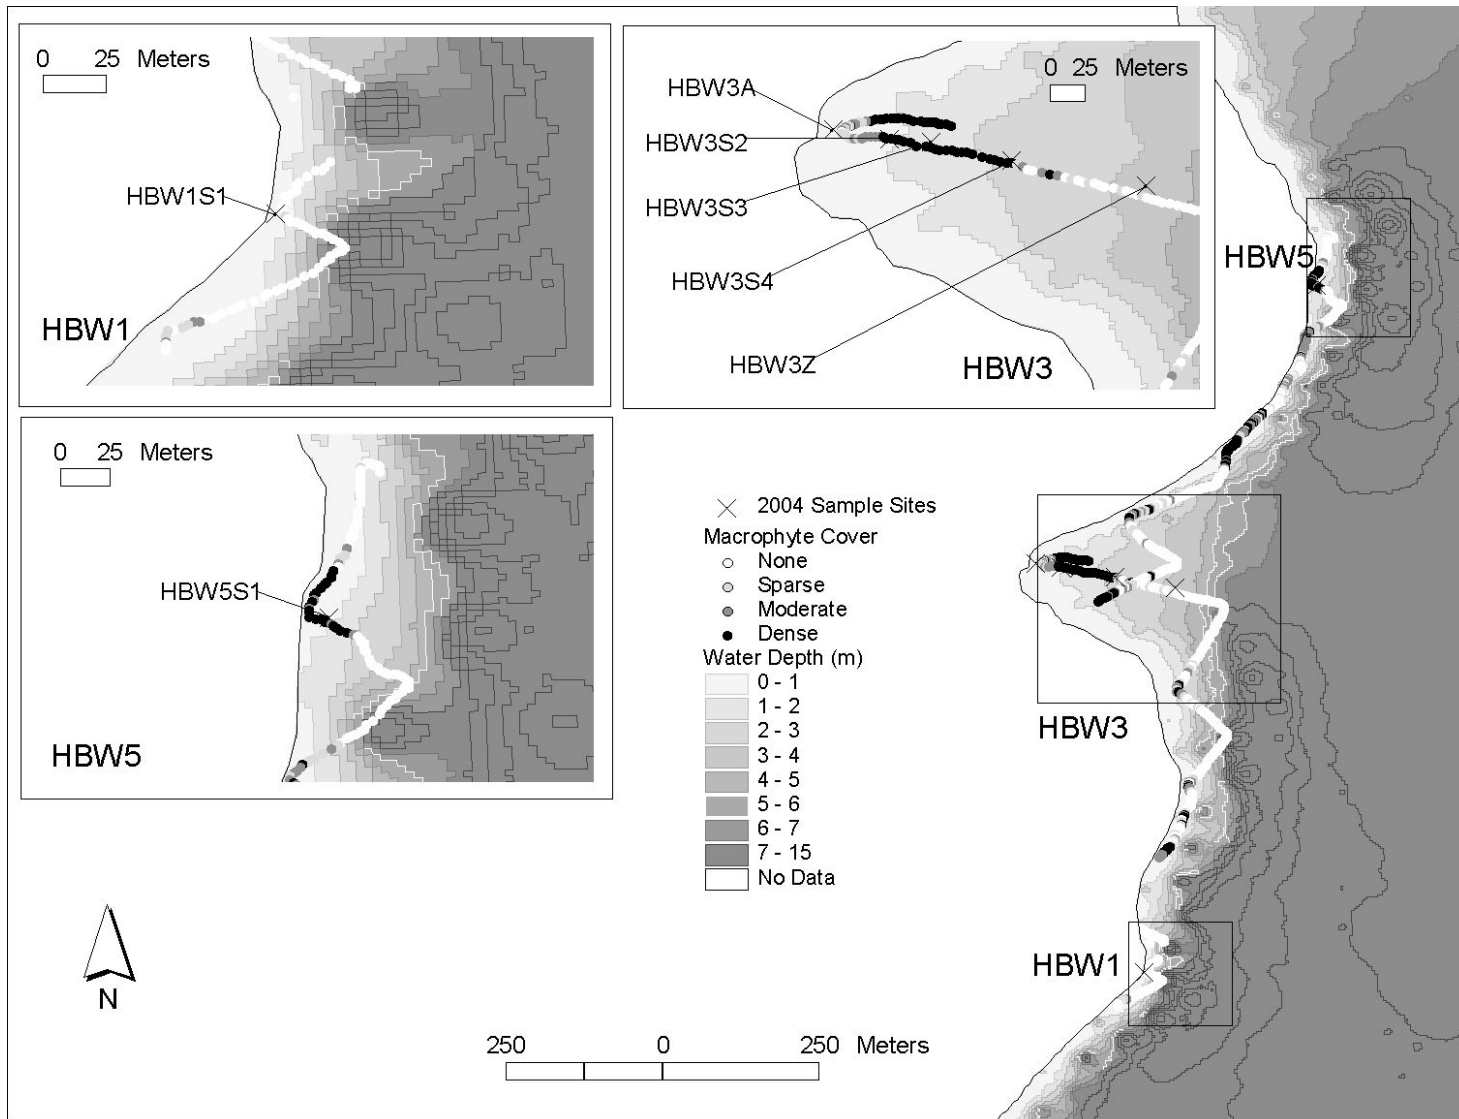 0 25 Meters
HBW1S1
HBW1
0 25 Meters
HBW3A
HBW3S2
HBW3S3
HBW3S4
HBW3Z
HBW3
0 25 Meters
HBW5S1
HBW5
2004 Sample Sites
Macrophyte Cover
None
Sparse
Moderate
Dense
Water Depth (m)
0 - 1
1 - 2
2 - 3
3 - 4
4 - 5
5 - 6
6 - 7
7 - 15
No Data
HBW5
HBW3
HBW1
N
250 0 250 Meters